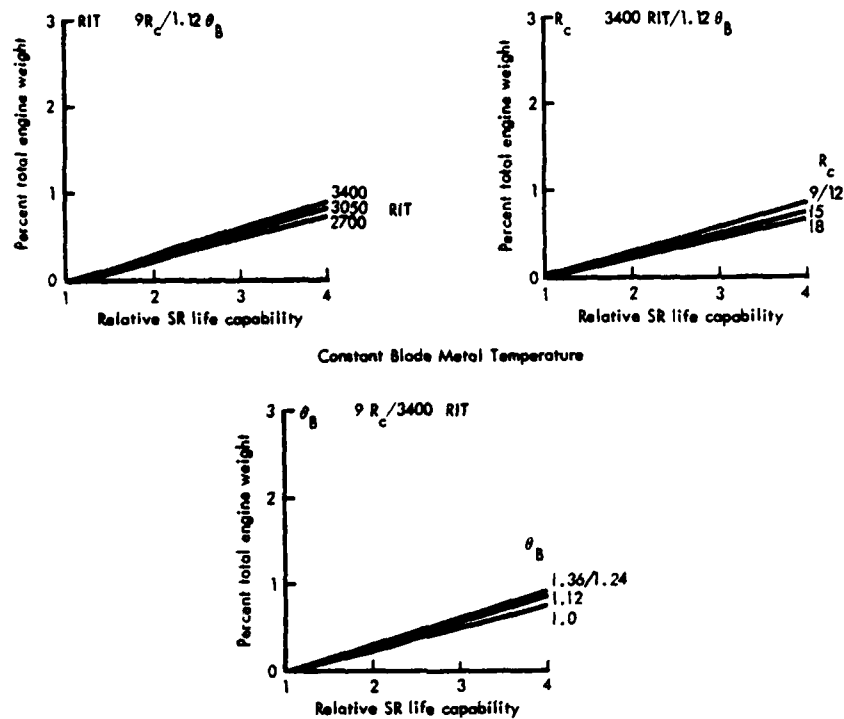 3 RIT 9R_c/1.12 θ_B
Percent total engine weight
2
1
0
3400
3050 RIT
2700
1 2 3 4
Relative SR life capability
3 R_c 3400 RIT/1.12 θ_B
Percent total engine weight
2
1
0
R_c
9/12
15
18
1 2 3 4
Relative SR life capability
Constant Blade Metal Temperature
3 θ_B 9 R_c/3400 RIT
Percent total engine weight
2
1
0
θ_B
1.36/1.24
1.12
1.0
1 2 3 4
Relative SR life capability